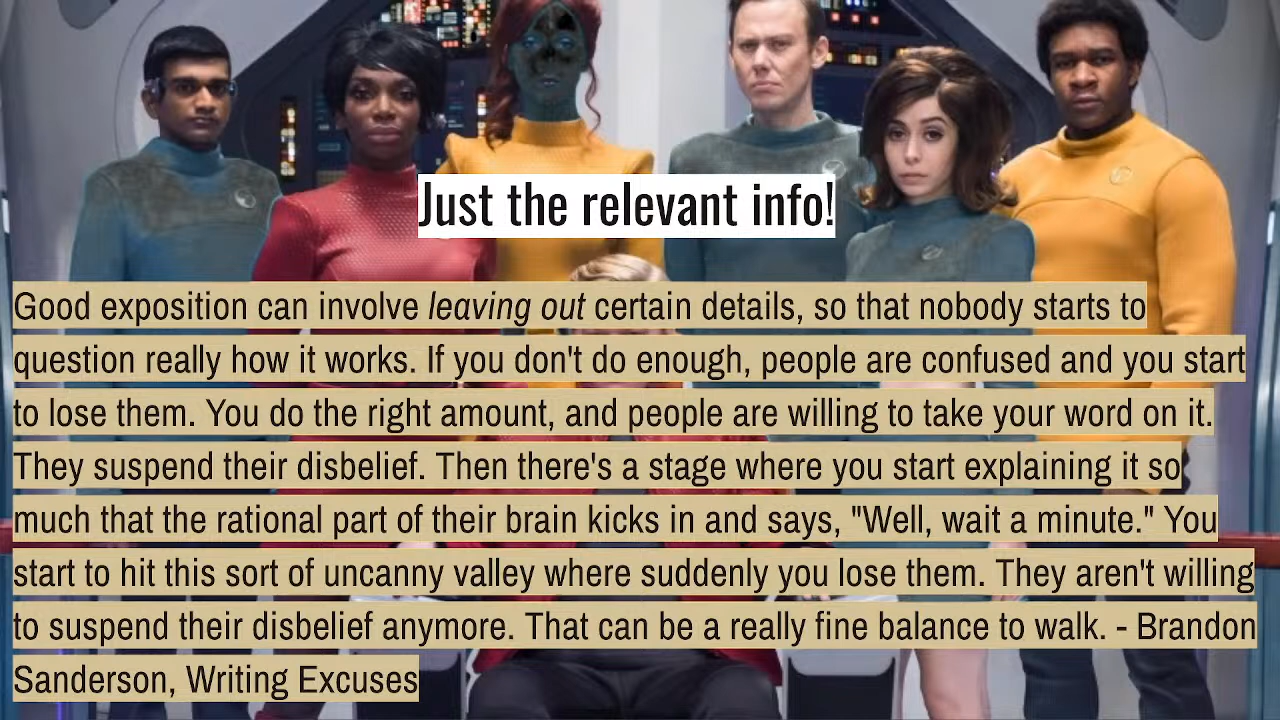 Just the relevant info!
Good exposition can involve leaving out certain details, so that nobody starts to
question really how it works. If you don't do enough, people are confused and you start
to lose them. You do the right amount, and people are willing to take your word on it.
They suspend their disbelief. Then there's a stage where you start explaining it so
much that the rational part of their brain kicks in and says, "Well, wait a minute." You
start to hit this sort of uncanny valley where suddenly you lose them. They aren't willing
to suspend their disbelief anymore. That can be a really fine balance to walk. - Brandon
Sanderson, Writing Excuses